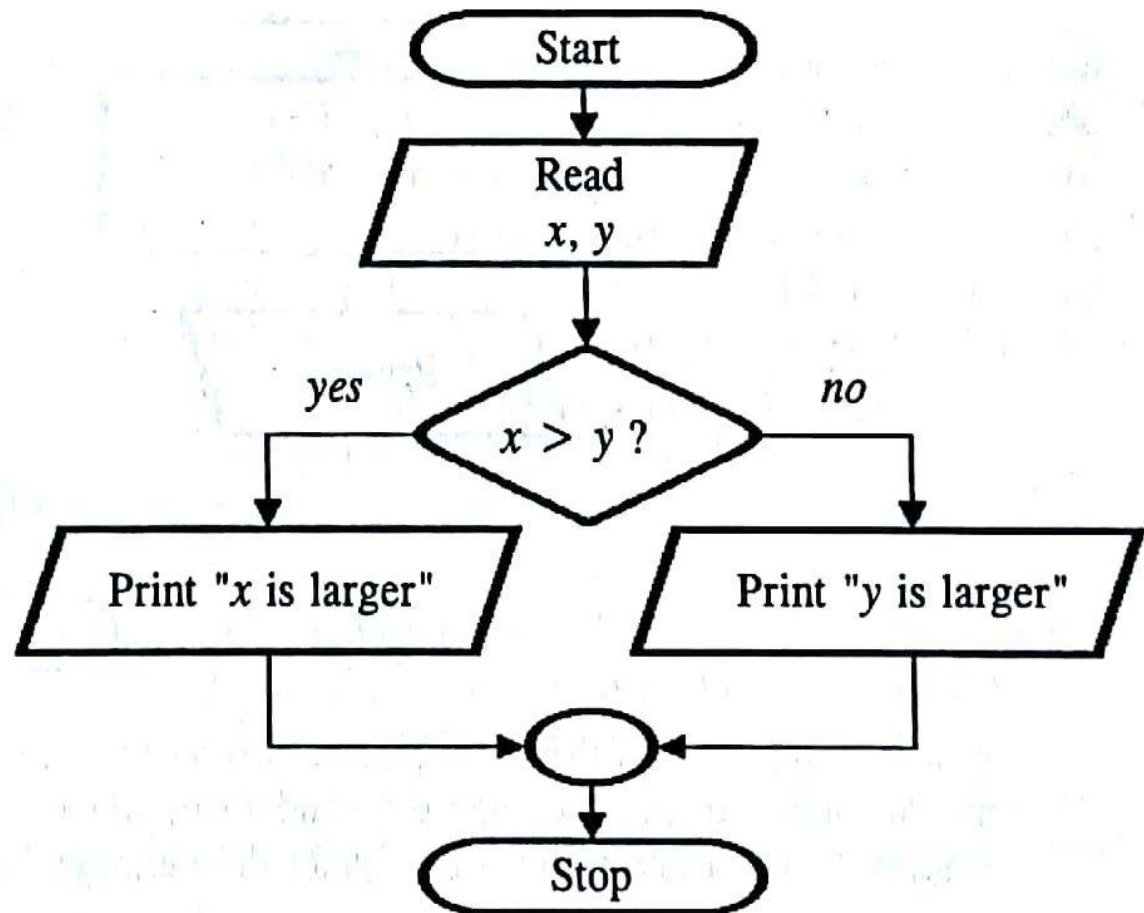 Start
Read
x, y
yes
no
x > y ?
Print "x is larger"
Print "y is larger"
Stop